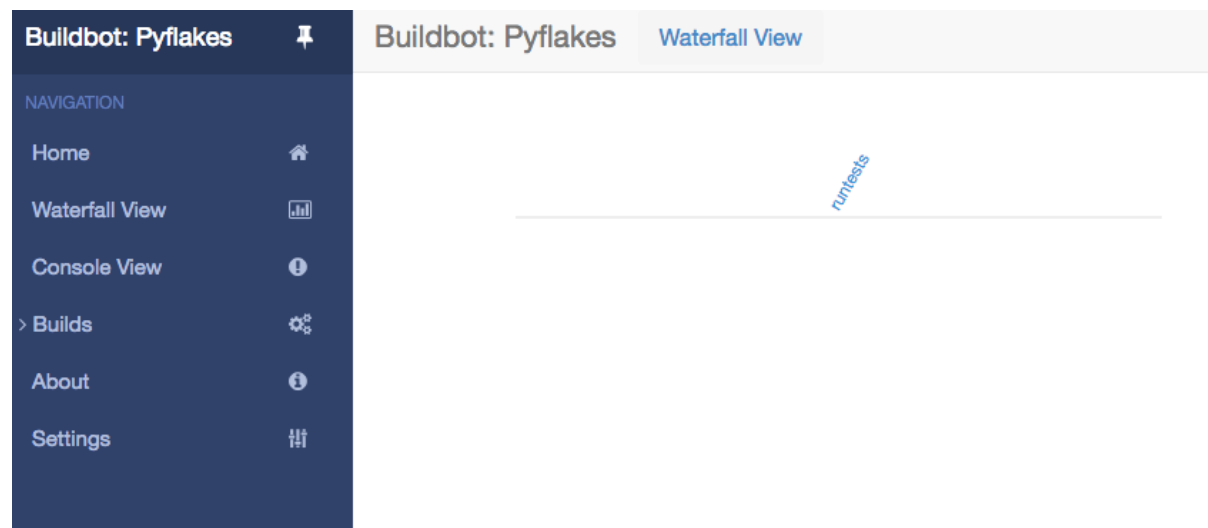 Buildbot: Pyflakes
NAVIGATION
Home
Waterfall View
Console View
Builds
About
Settings
Buildbot: Pyflakes Waterfall View
runtests